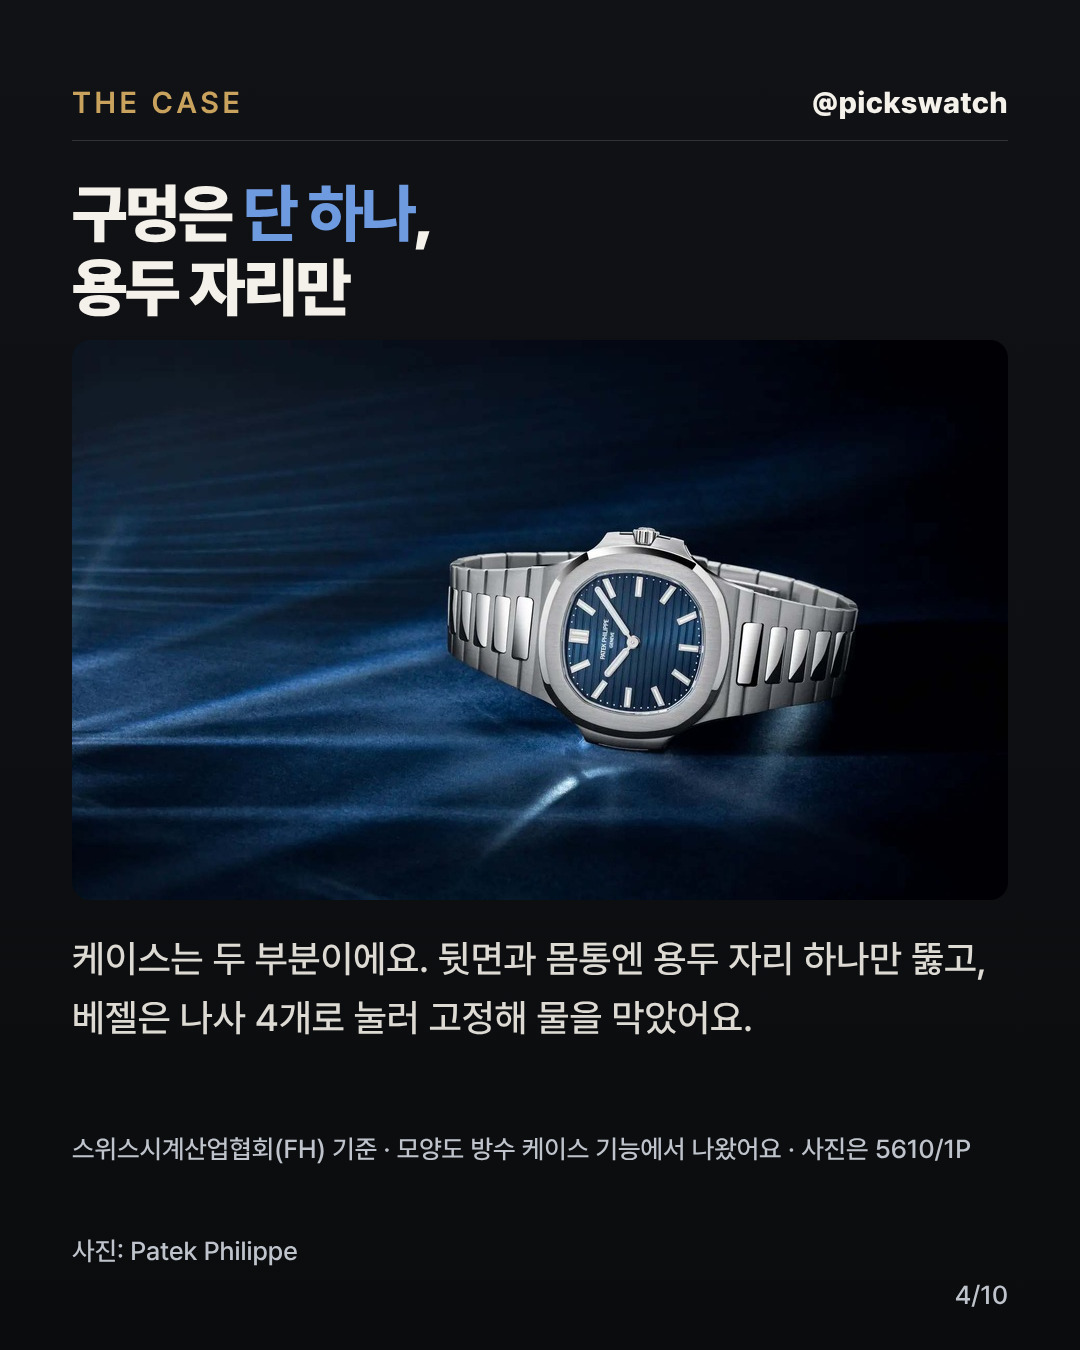 THE CASE
@pickswatch
구멍은 단 하나,
용두 자리만
PATEK PHILIPPE
GENEVE
케이스는 두 부분이에요. 뒷면과 몸통엔 용두 자리 하나만 뚫고,
베젤은 나사 4개로 눌러 고정해 물을 막았어요.
스위스시계산업협회(FH) 기준 · 모양도 방수 케이스 기능에서 나왔어요 · 사진은 5610/1P
사진: Patek Philippe
4/10